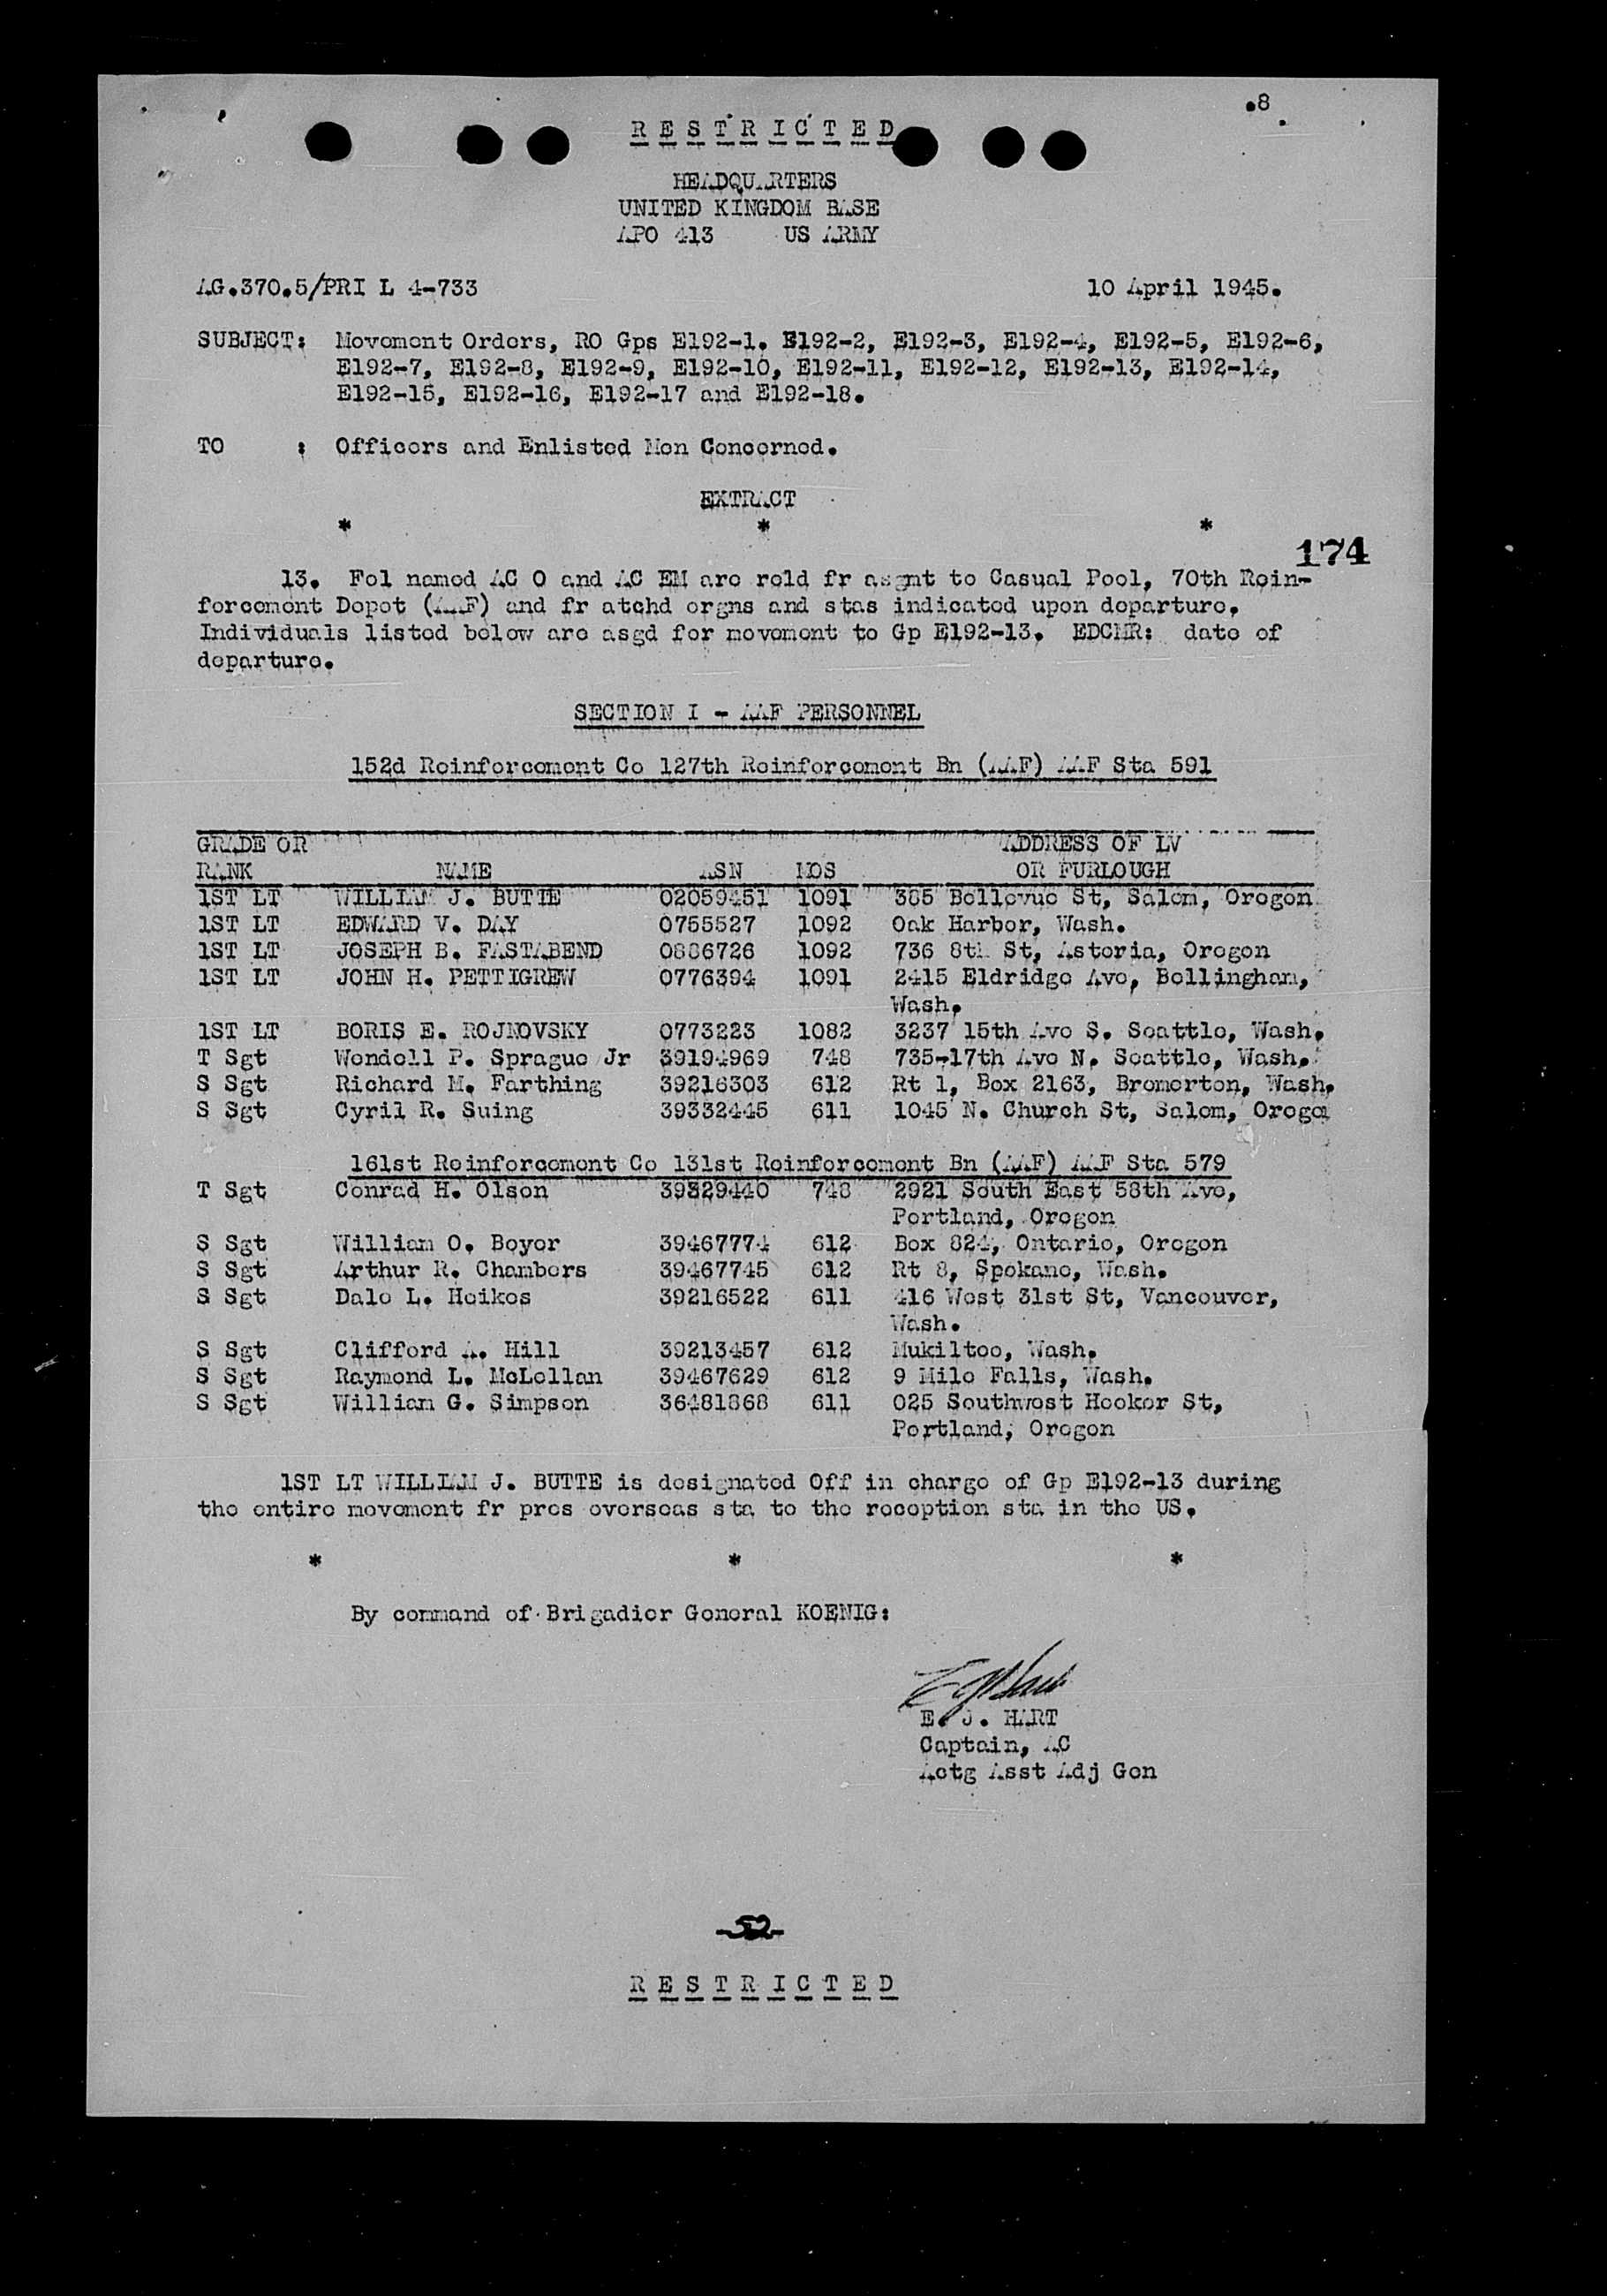 .8
RESTRICTED
HEADQUARTERS
UNITED KINGDOM BASE
APO 413 US ARMY
AG.370.5/PRI L 4-733 10 April 1945.
SUBJECT: Movement Orders, RO Gps E192-1. E192-2, E192-3, E192-4, E192-5, E192-6,
E192-7, E192-8, E192-9, E192-10, E192-11, E192-12, E192-13, E192-14,
E192-15, E192-16, E192-17 and E192-18.
TO : Officers and Enlisted Men Concerned.
EXTRACT
* * *
174
13. Fol named AC O and AC EM are reld fr asgmt to Casual Pool, 70th Rein-
forcement Depot (AAF) and fr atchd orgns and stas indicated upon departure.
Individuals listed below are asgd for movement to Gp E192-13. EDCMR: date of
departure.
SECTION I - AAF PERSONNEL
152d Reinforcement Co 127th Reinforcement Bn (AAF) AAF Sta 591
GRADE OR ADDRESS OF LV
RANK NAME ASN MOS OR FURLOUGH
1ST LT WILLIAM J. BUTTE 02059451 1091 385 Bellevue St, Salem, Oregon
1ST LT EDWARD V. DAY 0755527 1092 Oak Harbor, Wash.
1ST LT JOSEPH B. FASTABEND 0886726 1092 736 8th St, Astoria, Oregon
1ST LT JOHN H. PETTIGREW 0776394 1091 2415 Eldridge Ave, Bellingham,
Wash.
1ST LT BORIS E. ROJNOVSKY 0773223 1082 3237 15th Ave S. Seattle, Wash.
T Sgt Wendell P. Sprague Jr 39194969 748 735-17th Ave N. Seattle, Wash.
S Sgt Richard M. Farthing 39216303 612 Rt 1, Box 2163, Bremerton, Wash.
S Sgt Cyril R. Suing 39332445 611 1045 N. Church St, Salem, Oregon
161st Reinforcement Co 131st Reinforcement Bn (AAF) AAF Sta 579
T Sgt Conrad H. Olson 39329440 748 2921 South East 58th Ave,
Portland, Oregon
S Sgt William O. Boyer 39467774 612 Box 824, Ontario, Oregon
S Sgt Arthur R. Chambers 39467745 612 Rt 8, Spokane, Wash.
S Sgt Dale L. Heikes 39216522 611 416 West 31st St, Vancouver,
Wash.
S Sgt Clifford A. Hill 39213457 612 Mukiltoo, Wash.
S Sgt Raymond L. McLellan 39467629 612 9 Mile Falls, Wash.
S Sgt William G. Simpson 36481868 611 025 Southwest Hooker St,
Portland, Oregon
1ST LT WILLIAM J. BUTTE is designated Off in charge of Gp E192-13 during
the entire movement fr pres overseas sta to the reception sta in the US.
* * *
By command of Brigadier General KOENIG:
E. J. HART
Captain, AC
Actg Asst Adj Gen
-52-
RESTRICTED